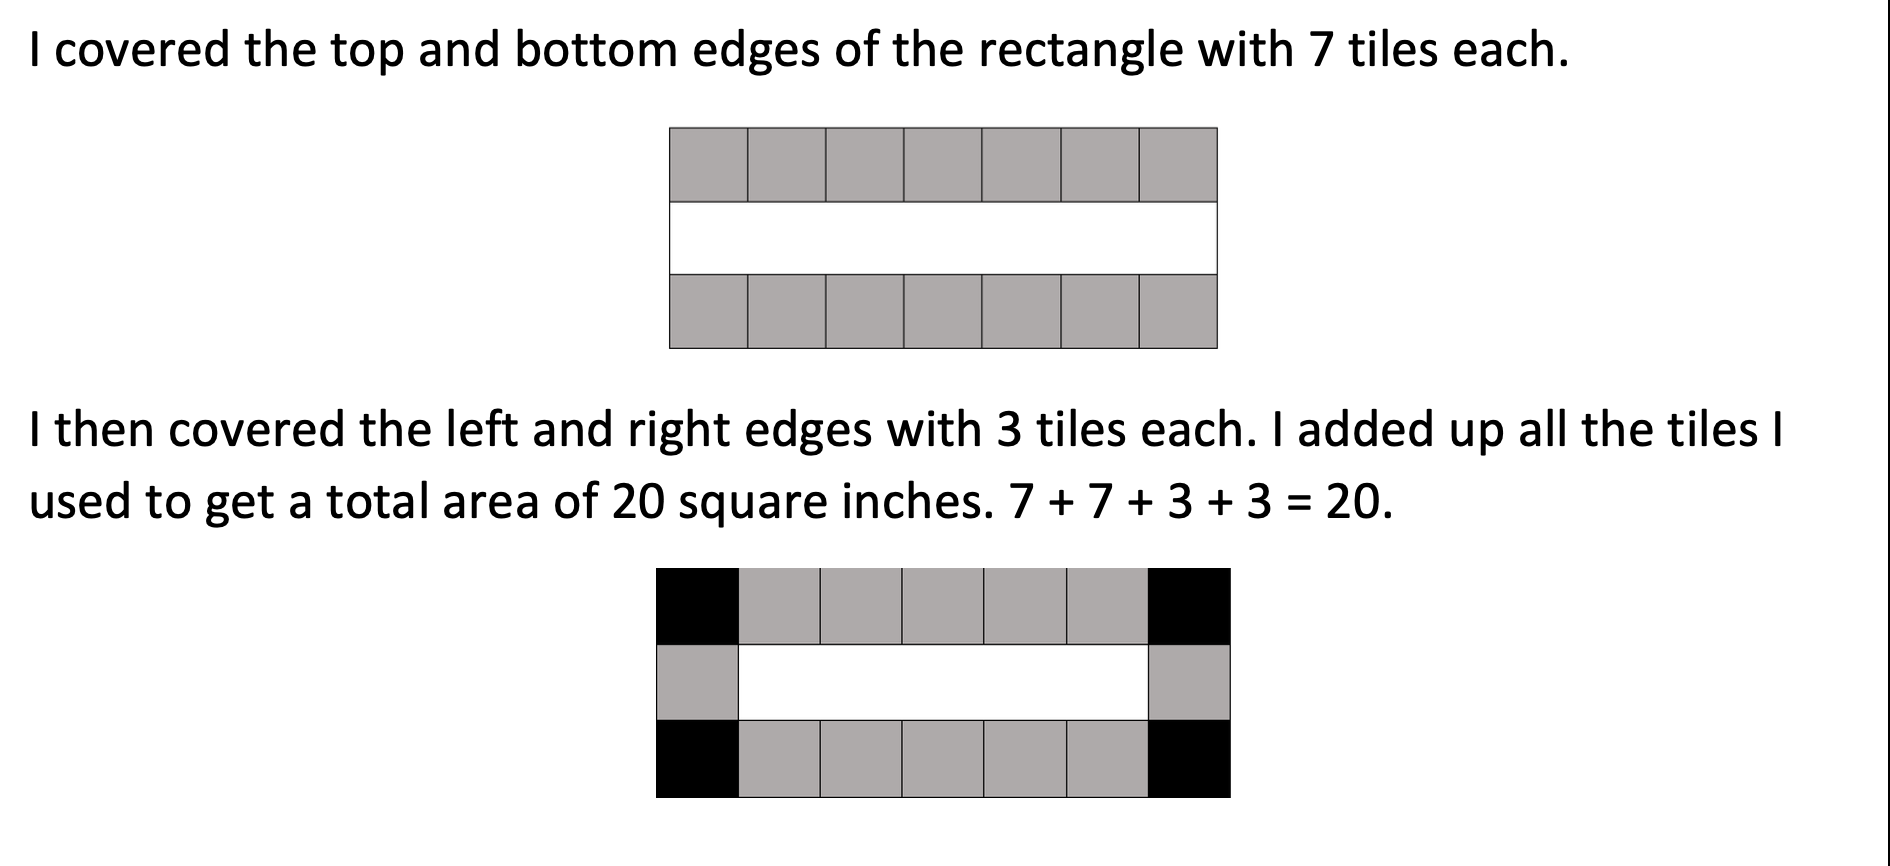 I covered the top and bottom edges of the rectangle with 7 tiles each.
I then covered the left and right edges with 3 tiles each. I added up all the tiles I
used to get a total area of 20 square inches. 7 + 7 + 3 + 3 = 20.